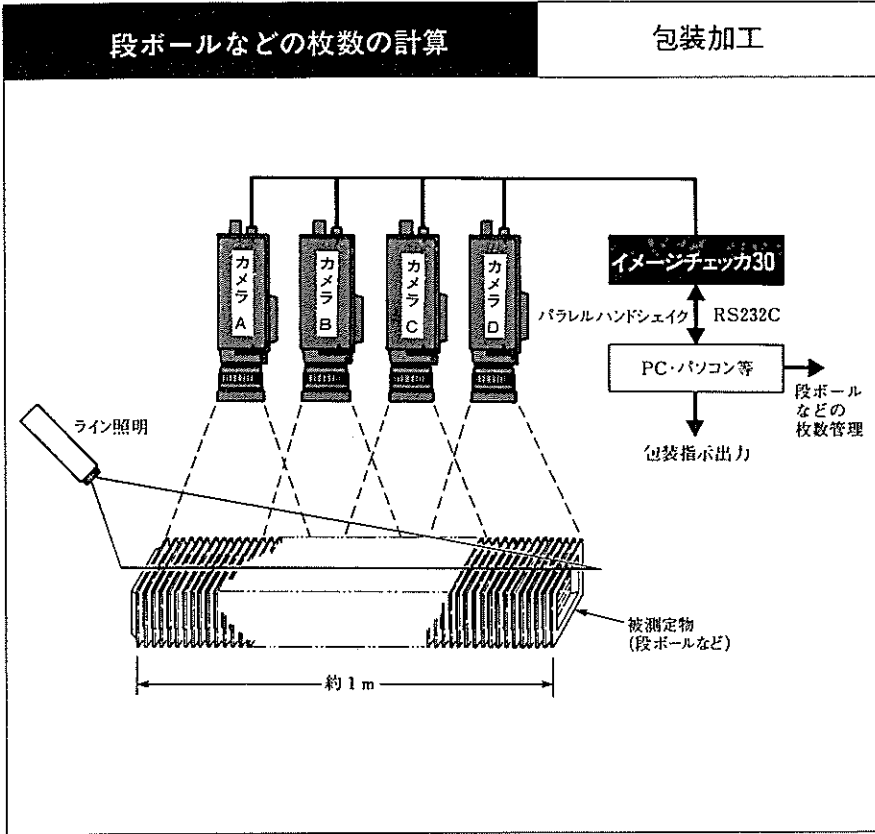 段ボールなどの枚数の計算
包装加工
カメラA
カメラB
カメラC
カメラD
イメージチェッカ30
パラレルハンドシェイク
RS232C
PC・パソコン等
段ボール
などの
枚数管理
包装指示出力
ライン照明
被測定物
(段ボールなど)
約1m